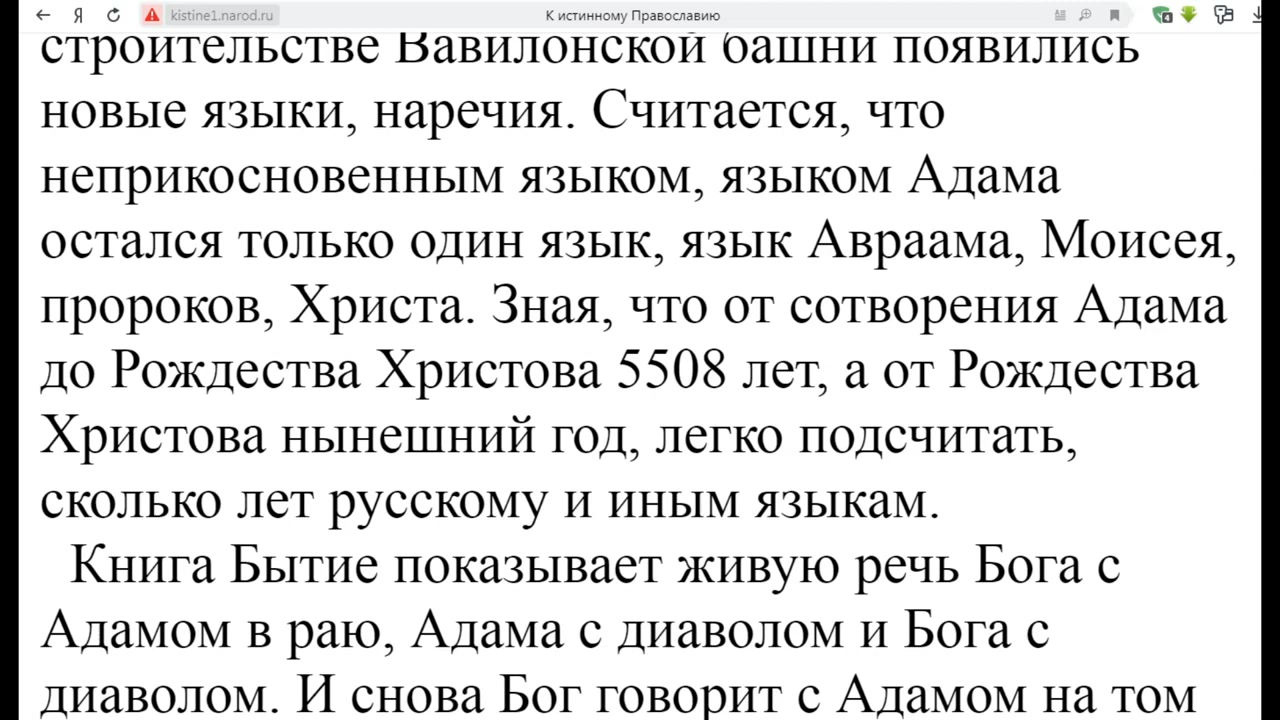 kistine1.narod.ru
К истинному Православию
строительстве Вавилонской башни появились
новые языки, наречия. Считается, что
неприкосновенным языком, языком Адама
остался только один язык, язык Авраама, Моисея,
пророков, Христа. Зная, что от сотворения Адама
до Рождества Христова 5508 лет, а от Рождества
Христова нынешний год, легко подсчитать,
сколько лет русскому и иным языкам.
Книга Бытие показывает живую речь Бога с
Адамом в раю, Адама с диаволом и Бога с
диаволом. И снова Бог говорит с Адамом на том